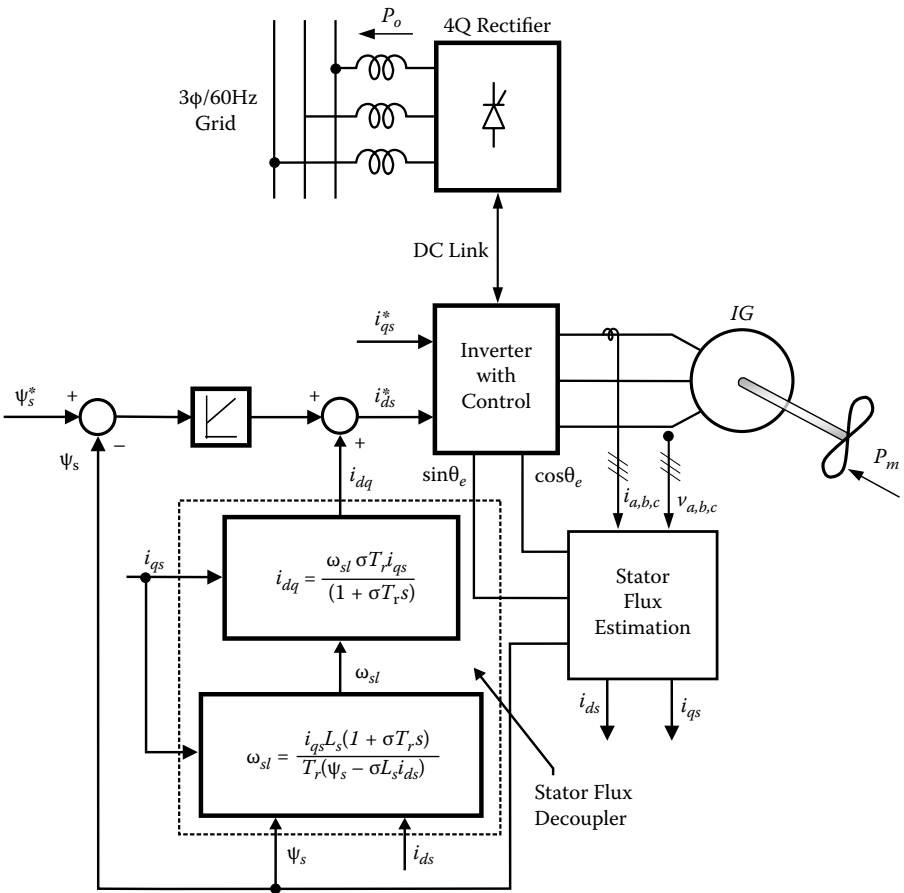 P_o
4Q Rectifier
3ϕ/60Hz
Grid
DC Link
i*_qs
Inverter
with
Control
IG
ψ*_s
+
−
ψ_s
+
+
i*_ds
i_dq
sinθ_e
cosθ_e
i_a,b,c
v_a,b,c
P_m
i_qs
i_dq = ω_sl σT_r i_qs / (1 + σT_r s)
Stator
Flux
Estimation
ω_sl
i_ds
i_qs
ω_sl = i_qs L_s(1 + σT_r s) / T_r(ψ_s − σL_s i_ds)
Stator Flux
Decoupler
ψ_s
i_ds